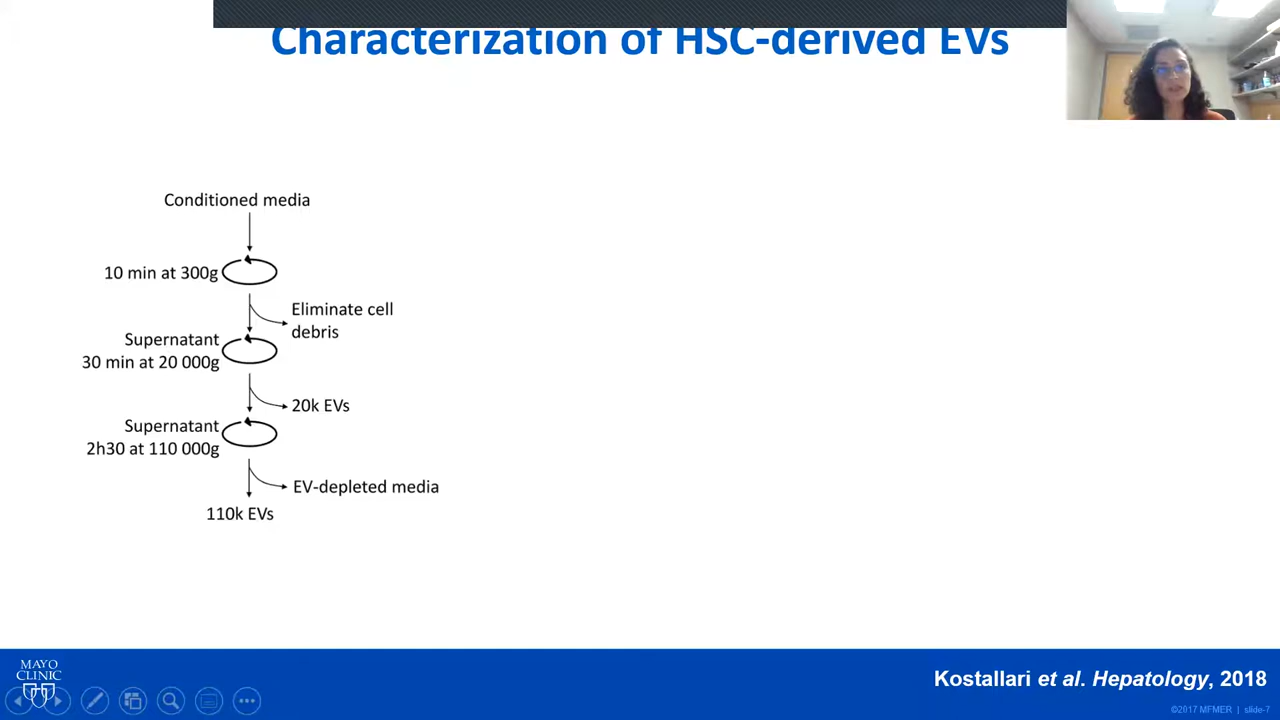 Characterization of HSC-derived EVs
Conditioned media
10 min at 300g
Eliminate cell
debris
Supernatant
30 min at 20 000g
20k EVs
Supernatant
2h30 at 110 000g
EV-depleted media
110k EVs
MAYO
CLINIC
Kostallari et al. Hepatology, 2018
©2017 MFMER | slide-7